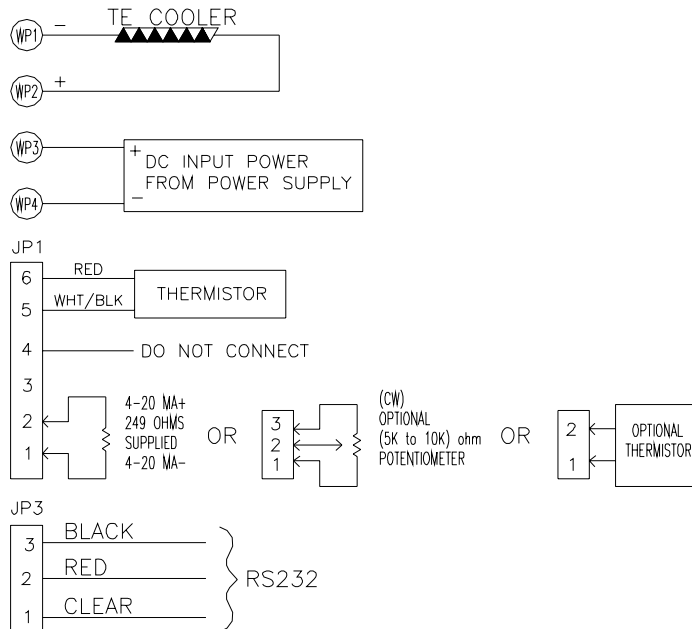 TE COOLER
WP1 -
WP2 +
WP3
+
DC INPUT POWER
FROM POWER SUPPLY
WP4
-
JP1
6 RED
THERMISTOR
5 WHT/BLK
4 DO NOT CONNECT
3
2
1
4-20 MA+
249 OHMS
SUPPLIED
4-20 MA-
OR
3
2
1
(CW)
OPTIONAL
(5K to 10K) ohm
POTENTIOMETER
OR
2
1
OPTIONAL
THERMISTOR
JP3
3 BLACK
2 RED
1 CLEAR
RS232